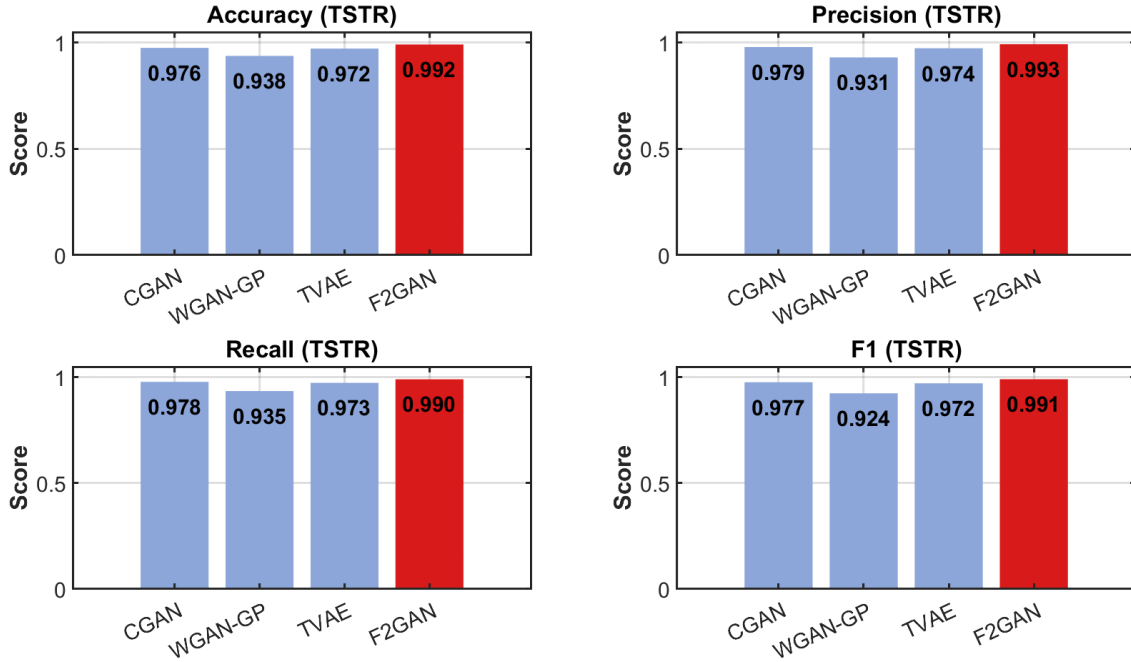 Accuracy (TSTR)
Score
1
0.5
0
0.976
0.938
0.972
0.992
CGAN
WGAN-GP
TVAE
F2GAN
Precision (TSTR)
Score
1
0.5
0
0.979
0.931
0.974
0.993
CGAN
WGAN-GP
TVAE
F2GAN
Recall (TSTR)
Score
1
0.5
0
0.978
0.935
0.973
0.990
CGAN
WGAN-GP
TVAE
F2GAN
F1 (TSTR)
Score
1
0.5
0
0.977
0.924
0.972
0.991
CGAN
WGAN-GP
TVAE
F2GAN